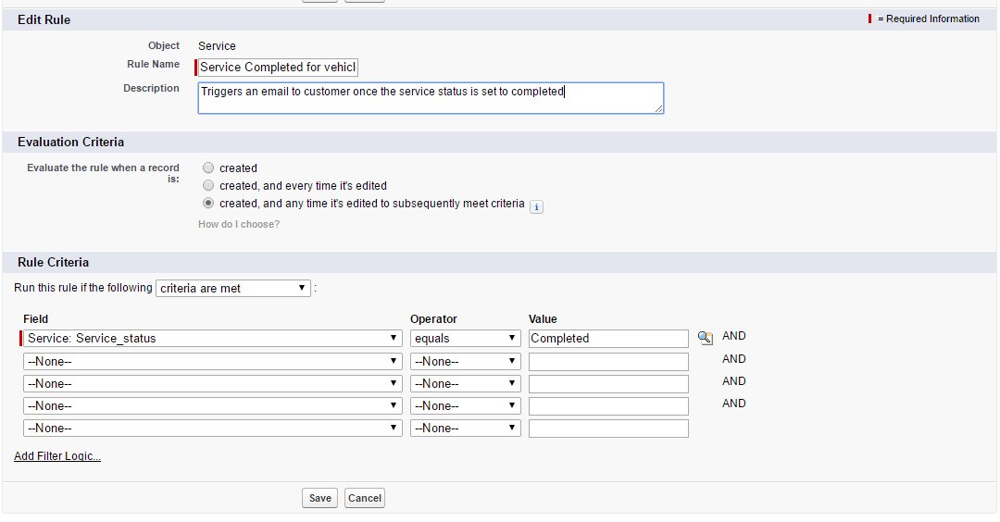 Edit Rule
= Required Information
Object Service
Rule Name Service Completed for vehicl
Description Triggers an email to customer once the service status is set to completed
Evaluation Criteria
Evaluate the rule when a record created
is: created, and every time it's edited
created, and any time it's edited to subsequently meet criteria i
How do I choose?
Rule Criteria
Run this rule if the following criteria are met :
Field Operator Value
Service: Service_status equals Completed AND
--None-- --None-- AND
--None-- --None-- AND
--None-- --None-- AND
--None-- --None--
Add Filter Logic...
Save Cancel